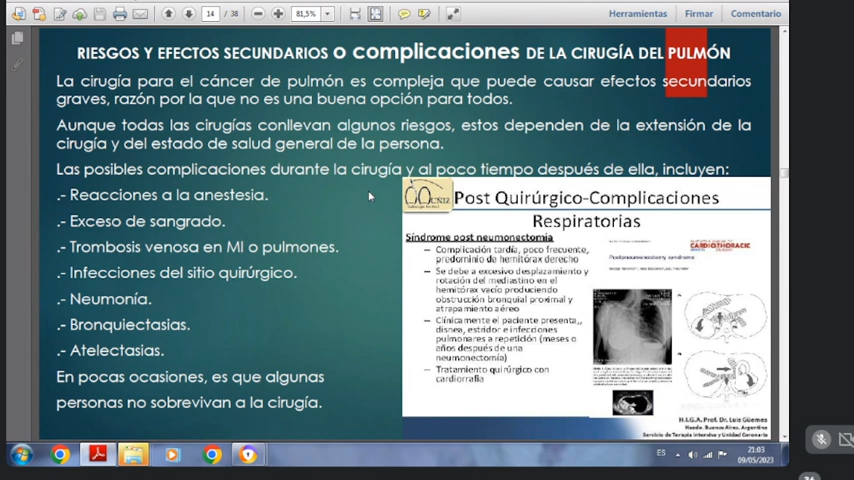 14 / 38
81,5%
Herramientas
Firmar
Comentario
RIESGOS Y EFECTOS SECUNDARIOS o complicaciones DE LA CIRUGÍA DEL PULMÓN
La cirugía para el cáncer de pulmón es compleja que puede causar efectos secundarios
graves, razón por la que no es una buena opción para todos.
Aunque todas las cirugías conllevan algunos riesgos, estos dependen de la extensión de la
cirugía y del estado de salud general de la persona.
Las posibles complicaciones durante la cirugía y al poco tiempo después de ella, incluyen:
.- Reacciones a la anestesia.
.- Exceso de sangrado.
.- Trombosis venosa en MI o pulmones.
.- Infecciones del sitio quirúrgico.
.- Neumonía.
.- Bronquiectasias.
.- Atelectasias.
En pocas ocasiones, es que algunas
personas no sobrevivan a la cirugía.
Post Quirúrgico-Complicaciones
Respiratorias
Síndrome post neumonectomia
– Complicación tardía, poco frecuente,
predominio de hemitórax derecho
– Se debe a excesivo desplazamiento y
rotación del mediastino en el
hemitórax vacío produciendo
obstrucción bronquial proximal y
atrapamiento aéreo
– Clínicamente el paciente presenta,,
disnea, estridor e infecciones
pulmonares a repetición (meses o
años después de una
neumonectomía)
– Tratamiento quirúrgico con
cardiorrafia
CARDIOTHORACIC
Postpneumonectomy syndrome
H.I.G.A. Prof. Dr. Luis Güemes
Haedo. Buenos Aires. Argentina
Servicio de Terapia Intensiva y Unidad Coronaria
ES
21:03
09/05/2023